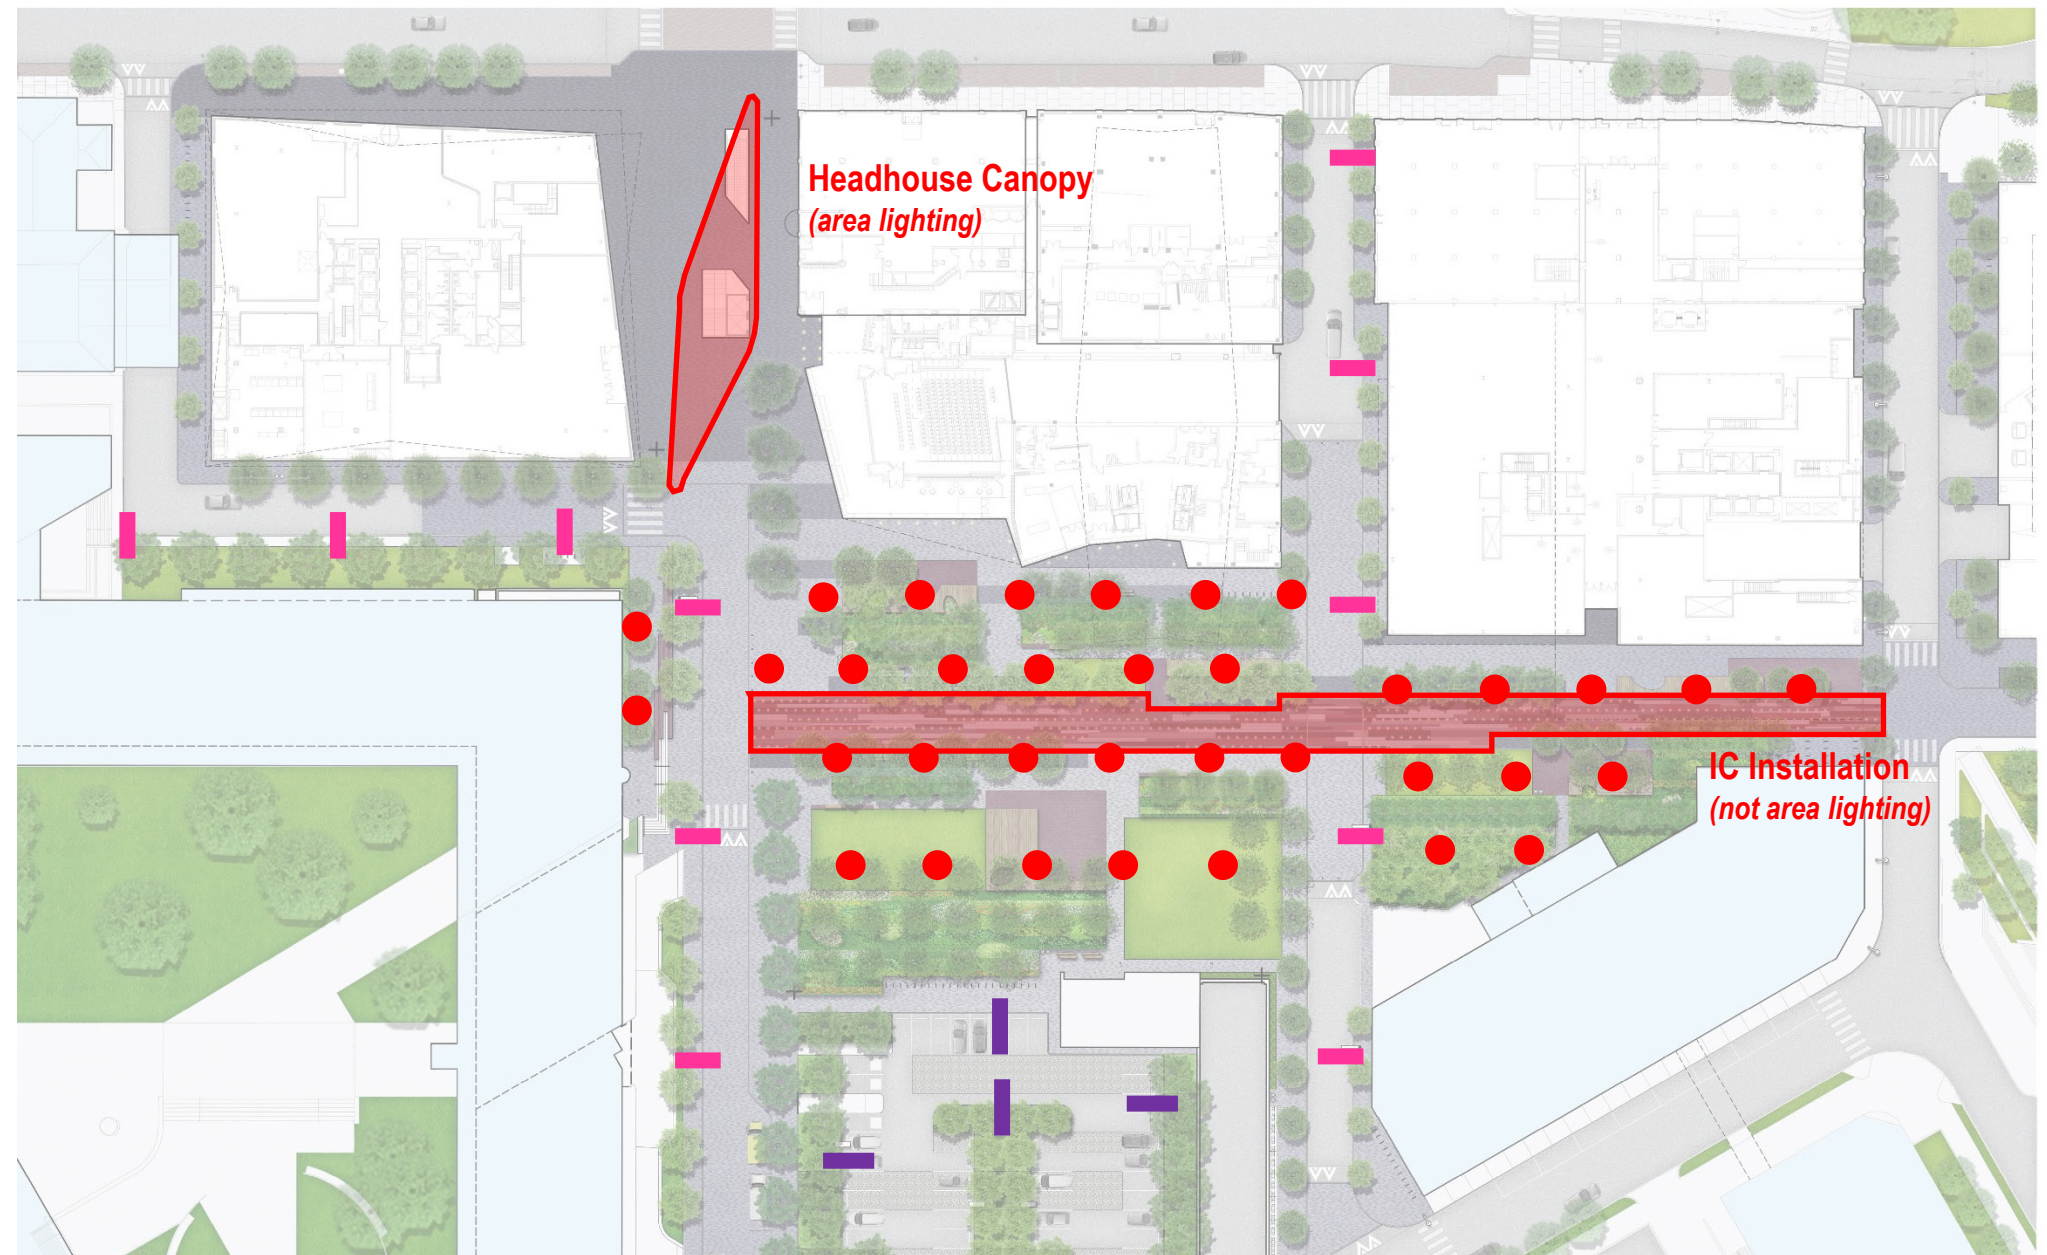 Headhouse Canopy
(area lighting)
IC Installation
(not area lighting)